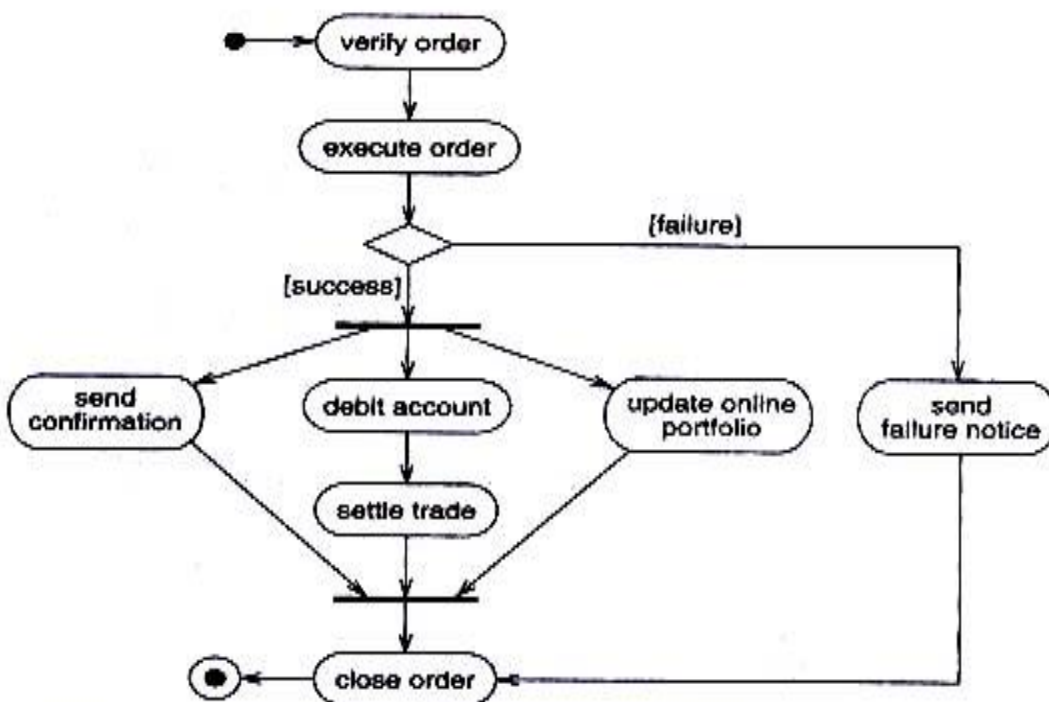 verify order
execute order
[failure]
[success]
send
confirmation
debit account
update online
portfolio
send
failure notice
settle trade
close order